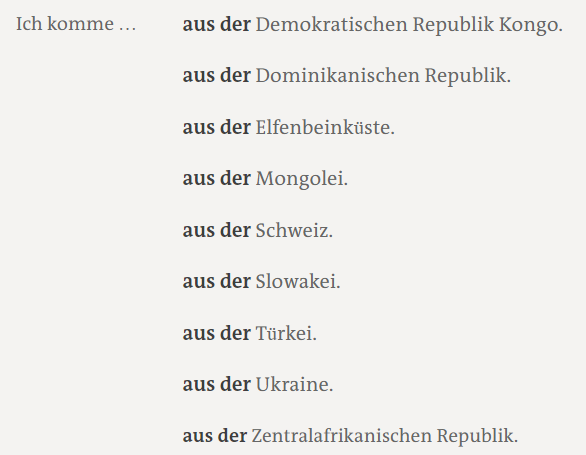 Ich komme … aus der Demokratischen Republik Kongo.
aus der Dominikanischen Republik.
aus der Elfenbeinküste.
aus der Mongolei.
aus der Schweiz.
aus der Slowakei.
aus der Türkei.
aus der Ukraine.
aus der Zentralafrikanischen Republik.